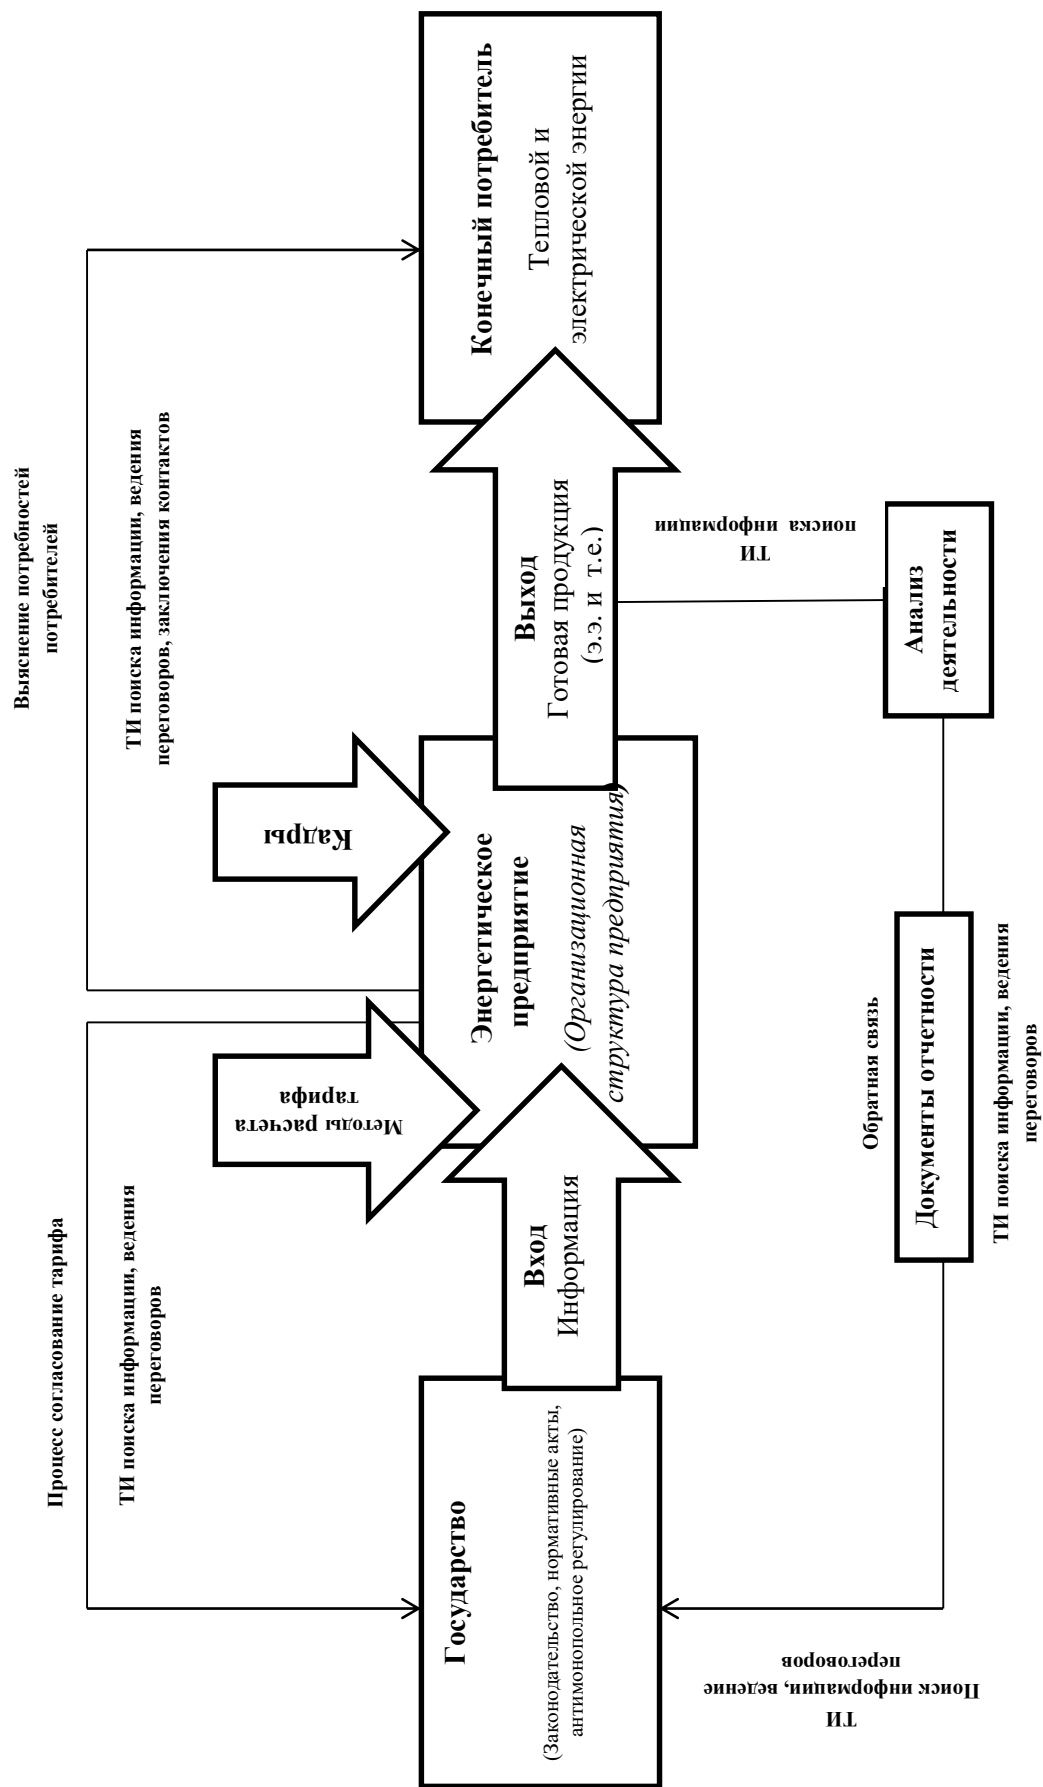 Выяснение потребностей
потребителей
ТИ поиска информации, ведения
переговоров, заключения контактов
Процесс согласование тарифа
ТИ поиска информации, ведения
переговоров
Кадры
Методы расчета
тарифа
Государство
(Законодательство, нормативные акты,
антимонопольное регулирование)
Вход
Информация
Энергетическое
предприятие
(Организационная
структура предприятия)
Выход
Готовая продукция
(э.э. и т.е.)
Конечный потребитель
Тепловой и
электрической энергии
ТИ
поиска информации
Анализ
деятельности
Обратная связь
Документы отчетности
ТИ поиска информации, ведения
переговоров
ТИ
Поиск информации, ведение
переговоров